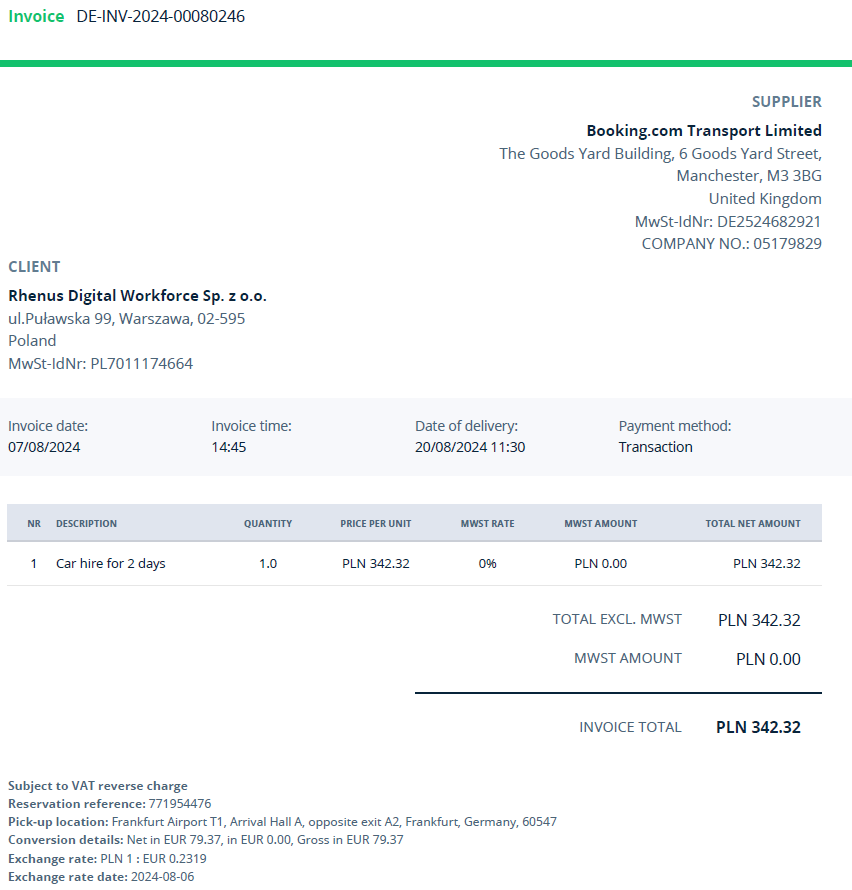 Invoice DE-INV-2024-00080246
SUPPLIER
Booking.com Transport Limited
The Goods Yard Building, 6 Goods Yard Street,
Manchester, M3 3BG
United Kingdom
MwSt-IdNr: DE2524682921
COMPANY NO.: 05179829
CLIENT
Rhenus Digital Workforce Sp. z o.o.
ul.Puławska 99, Warszawa, 02-595
Poland
MwSt-IdNr: PL7011174664
Invoice date: Invoice time: Date of delivery: Payment method:
07/08/2024 14:45 20/08/2024 11:30 Transaction
NR DESCRIPTION QUANTITY PRICE PER UNIT MWST RATE MWST AMOUNT TOTAL NET AMOUNT
1 Car hire for 2 days 1.0 PLN 342.32 0% PLN 0.00 PLN 342.32
TOTAL EXCL. MWST PLN 342.32
MWST AMOUNT PLN 0.00
INVOICE TOTAL PLN 342.32
Subject to VAT reverse charge
Reservation reference: 771954476
Pick-up location: Frankfurt Airport T1, Arrival Hall A, opposite exit A2, Frankfurt, Germany, 60547
Conversion details: Net in EUR 79.37, in EUR 0.00, Gross in EUR 79.37
Exchange rate: PLN 1 : EUR 0.2319
Exchange rate date: 2024-08-06